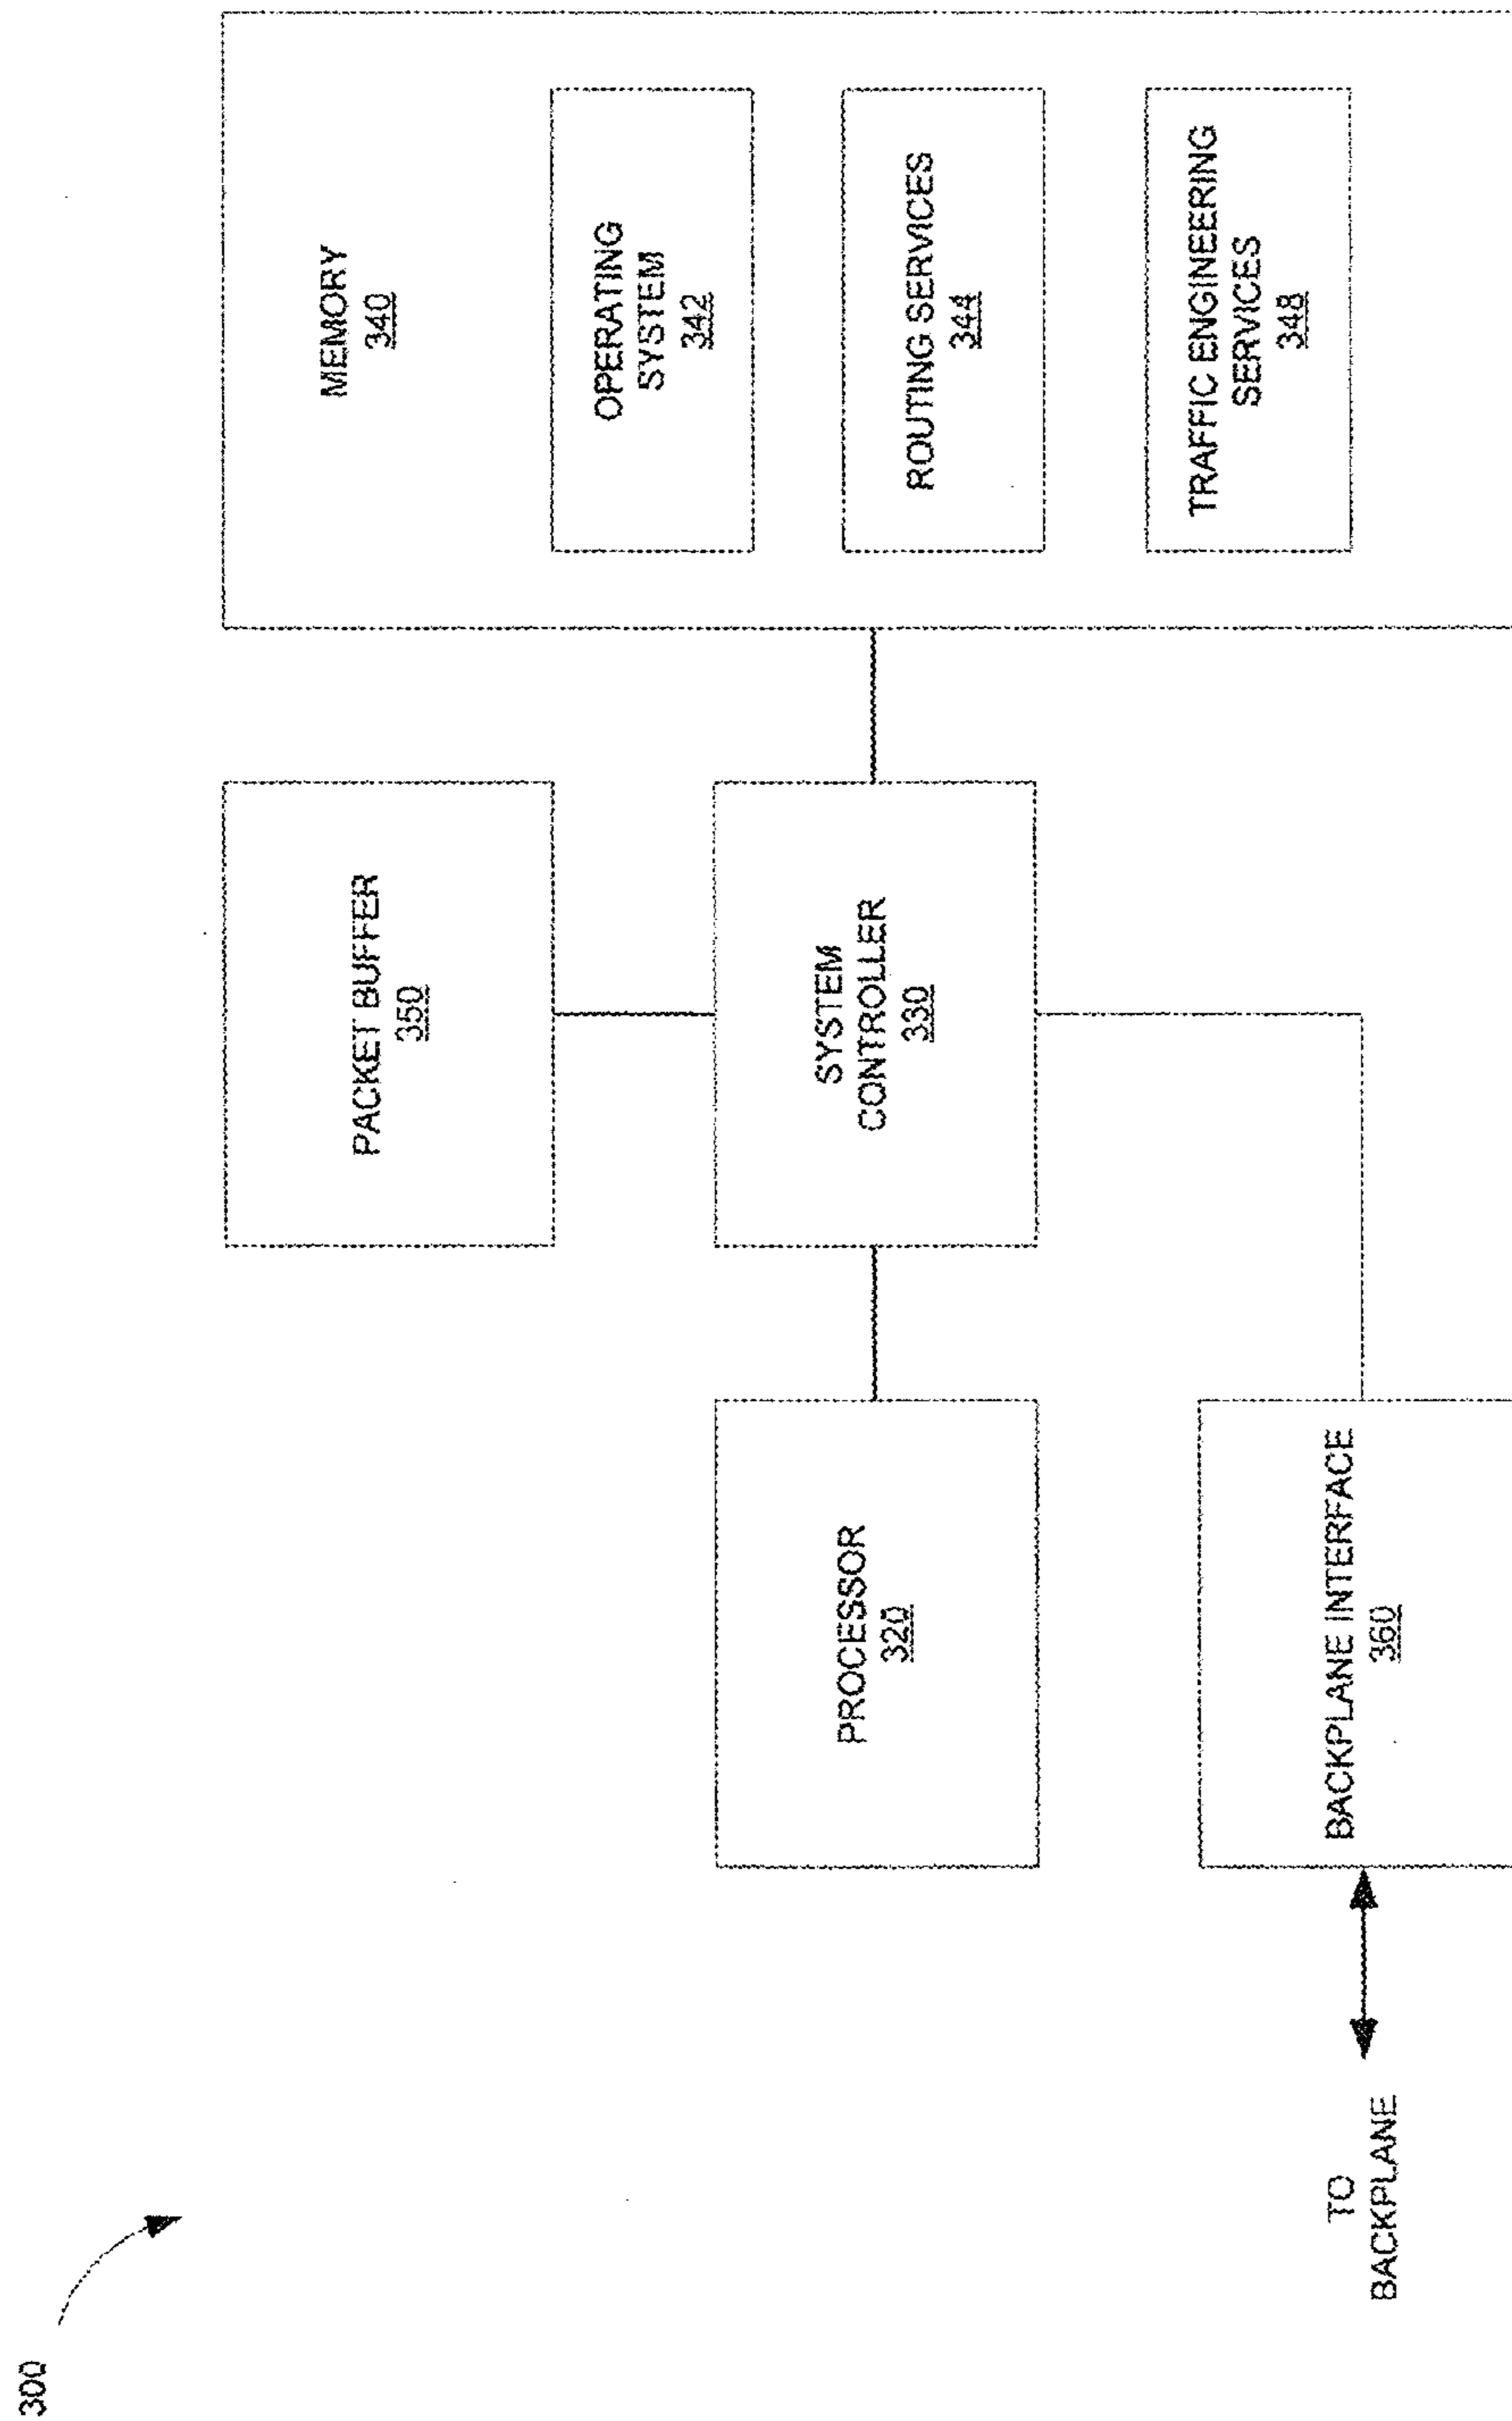 300
PACKET BUFFER
350
MEMORY
340
OPERATING
SYSTEM
342
PROCESSOR
320
SYSTEM
CONTROLLER
330
ROUTING SERVICES
344
TO
BACKPLANE
BACKPLANE INTERFACE
360
TRAFFIC ENGINEERING
SERVICES
348